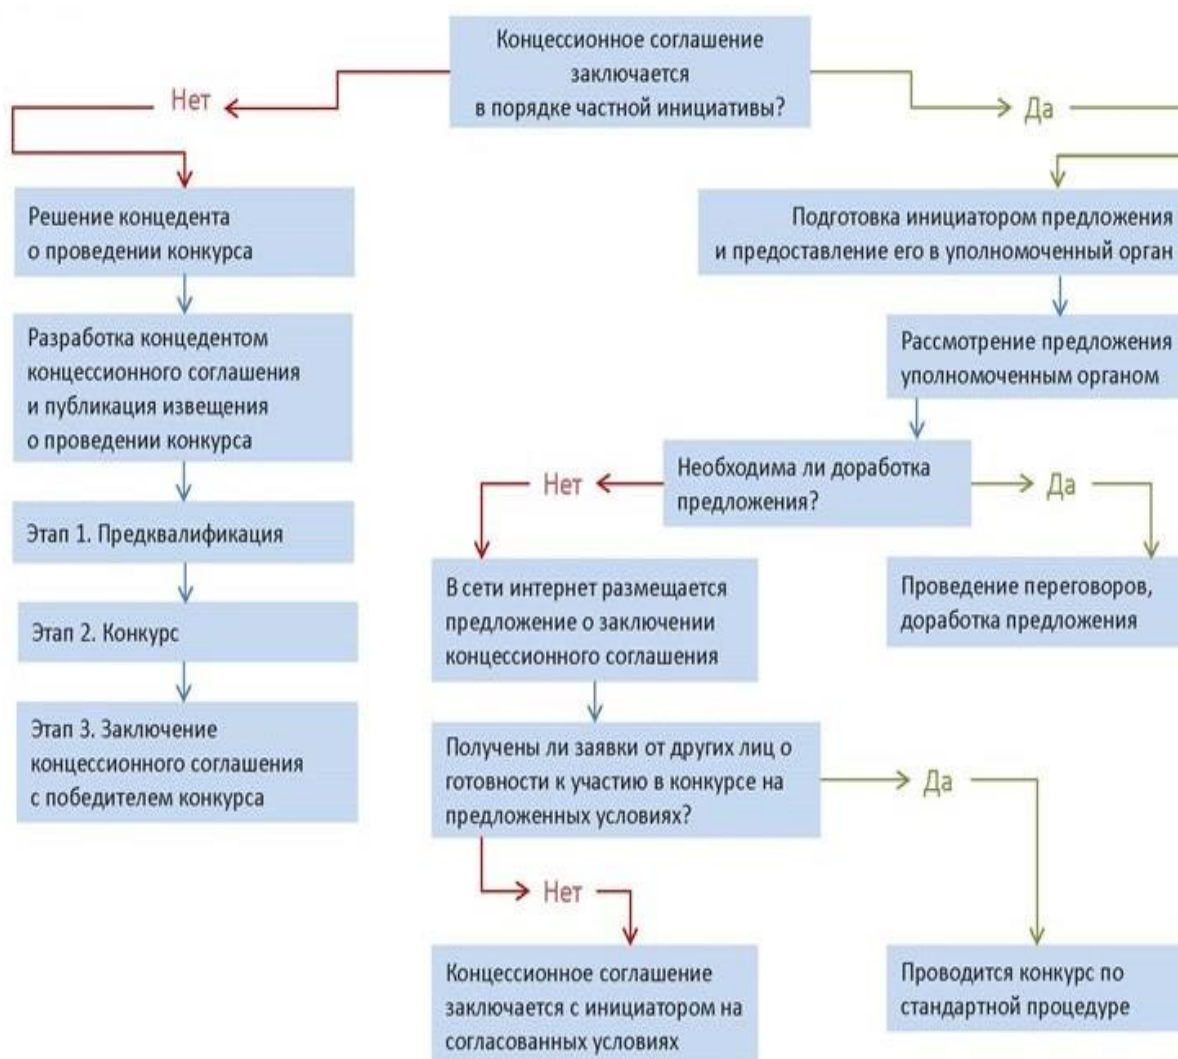 Концессионное соглашение
заключается
в порядке частной инициативы?
Нет
Да
Решение концедента
о проведении конкурса
Подготовка инициатором предложения
и предоставление его в уполномоченный орган
Разработка концедентом
концессионного соглашения
и публикация извещения
о проведении конкурса
Рассмотрение предложения
уполномоченным органом
Необходима ли доработка
предложения?
Нет
Да
Этап 1. Предквалификация
В сети интернет размещается
предложение о заключении
концессионного соглашения
Проведение переговоров,
доработка предложения
Этап 2. Конкурс
Этап 3. Заключение
концессионного соглашения
с победителем конкурса
Получены ли заявки от других лиц о
готовности к участию в конкурсе на
предложенных условиях?
Да
Нет
Концессионное соглашение
заключается с инициатором на
согласованных условиях
Проводится конкурс по
стандартной процедуре